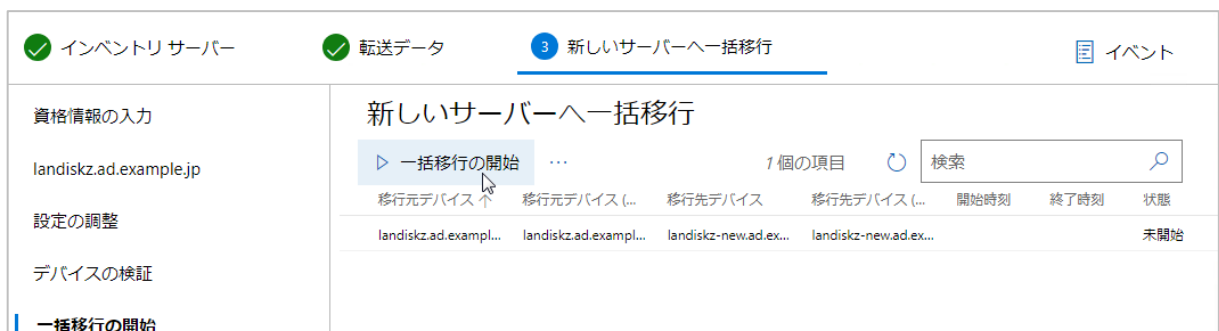 インベントリ サーバー
転送データ
3 新しいサーバーへ一括移行
イベント
資格情報の入力
landiskz.ad.example.jp
設定の調整
デバイスの検証
一括移行の開始
新しいサーバーへ一括移行
一括移行の開始 ...
1 個の項目
検索
移行元デバイス ↑ 移行元デバイス (... 移行先デバイス 移行先デバイス (... 開始時刻 終了時刻 状態
landiskz.ad.exampl... landiskz.ad.exampl... landiskz-new.ad.ex... landiskz-new.ad.ex... 未開始